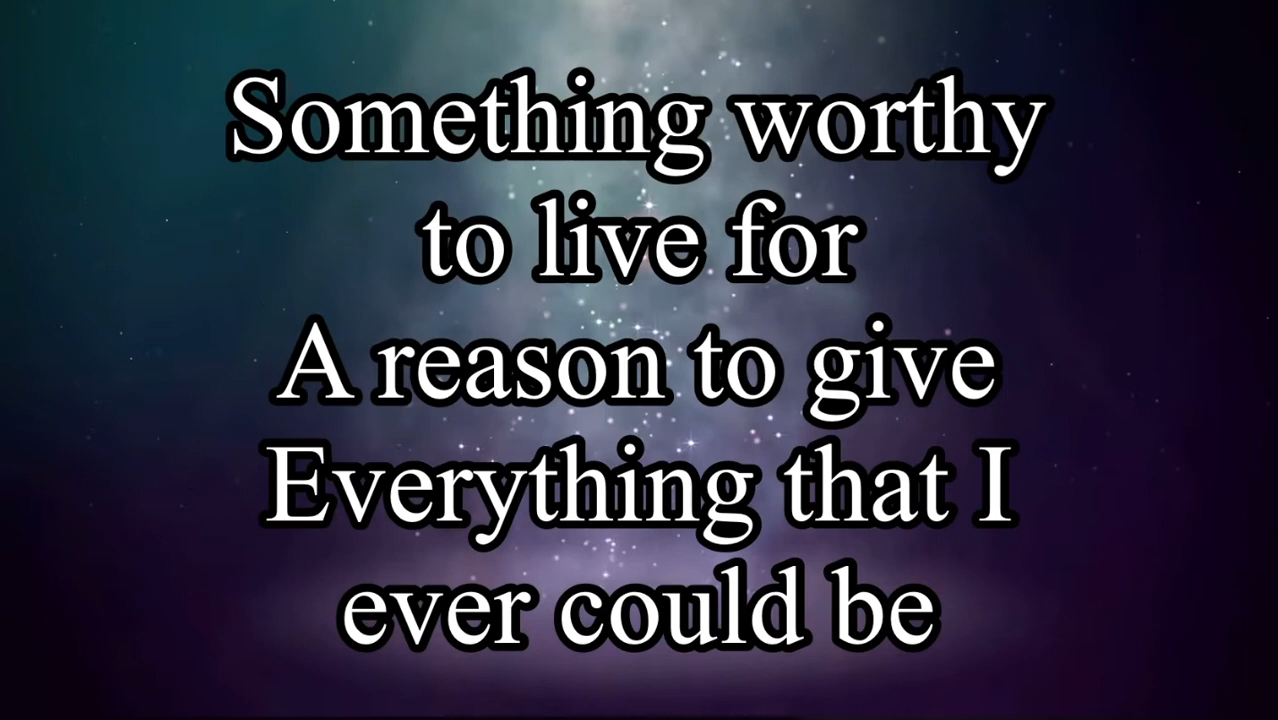 Something worthy
to live for
A reason to give
Everything that I
ever could be